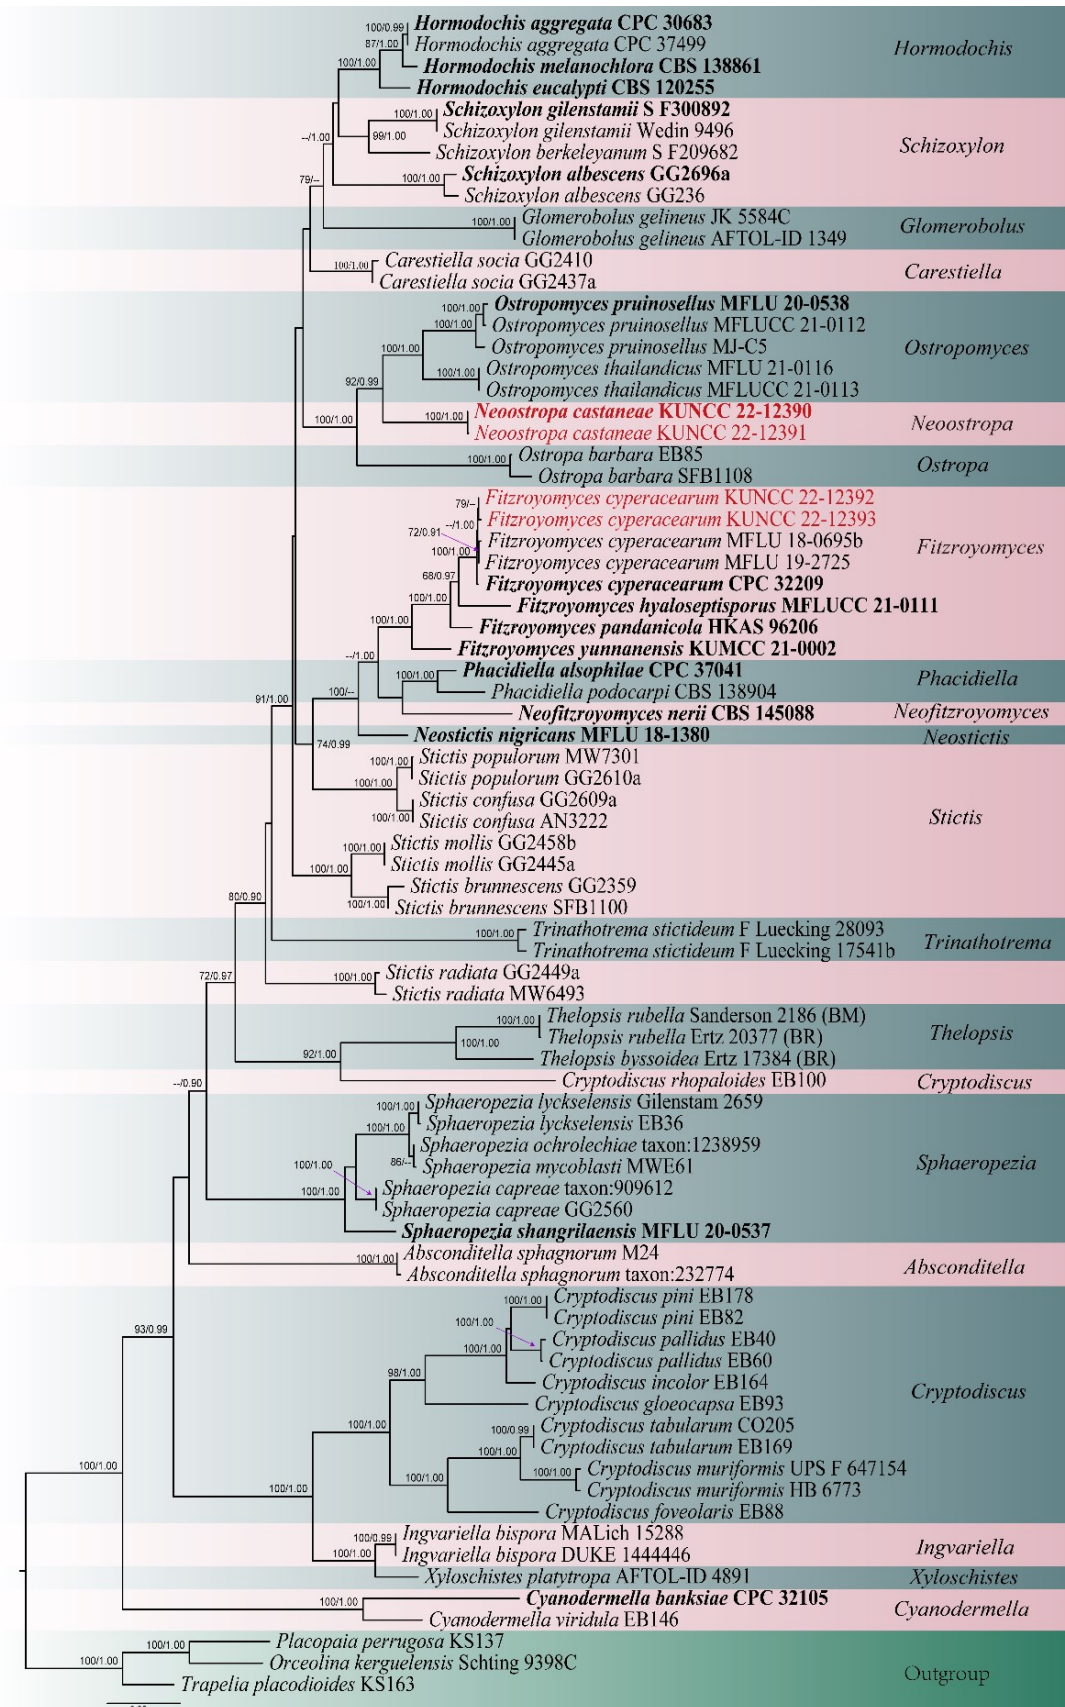 100/0.99
Hormodochis aggregata CPC 30683
87/1.00
Hormodochis aggregata CPC 37499
Hormodochis
100/1.00
Hormodochis melanochlora CBS 138861
Hormodochis eucalypti CBS 120255
100/1.00
Schizoxylon gilenstamii S F300892
--/1.00
99/1.00
Schizoxylon gilenstamii Wedin 9496
Schizoxylon
Schizoxylon berkeleyanum S F209682
79/--
100/1.00
Schizoxylon albescens GG2696a
Schizoxylon albescens GG236
100/1.00
Glomerobolus gelineus JK 5584C
Glomerobolus
Glomerobolus gelineus AFTOL-ID 1349
100/1.00
Carestiella socia GG2410
Carestiella
Carestiella socia GG2437a
100/1.00
Ostropomyces pruinosellus MFLU 20-0538
100/1.00
Ostropomyces pruinosellus MFLUCC 21-0112
100/1.00
Ostropomyces pruinosellus MJ-C5
Ostropomyces
100/1.00
Ostropomyces thailandicus MFLU 21-0116
92/0.99
Ostropomyces thailandicus MFLUCC 21-0113
100/1.00
100/1.00
Neoostropa castaneae KUNCC 22-12390
Neoostropa
Neoostropa castaneae KUNCC 22-12391
100/1.00
Ostropa barbara EB85
Ostropa
Ostropa barbara SFB1108
79/--
Fitzroyomyces cyperacearum KUNCC 22-12392
--/1.00
Fitzroyomyces cyperacearum KUNCC 22-12393
72/0.91
Fitzroyomyces cyperacearum MFLU 18-0695b
Fitzroyomyces
100/1.00
Fitzroyomyces cyperacearum MFLU 19-2725
68/0.97
Fitzroyomyces cyperacearum CPC 32209
100/1.00
Fitzroyomyces hyaloseptisporus MFLUCC 21-0111
100/1.00
Fitzroyomyces pandanicola HKAS 96206
--/1.00
Fitzroyomyces yunnanensis KUMCC 21-0002
100/1.00
Phacidiella alsophilae CPC 37041
Phacidiella
100/--
Phacidiella podocarpi CBS 138904
91/1.00
Neofitzroyomyces nerii CBS 145088
Neofitzroyomyces
74/0.99
Neostictis nigricans MFLU 18-1380
Neostictis
100/1.00
Stictis populorum MW7301
100/1.00
Stictis populorum GG2610a
Stictis confusa GG2609a
100/1.00
Stictis confusa AN3222
Stictis
100/1.00
Stictis mollis GG2458b
100/1.00
Stictis mollis GG2445a
Stictis brunnescens GG2359
80/0.90
100/1.00
Stictis brunnescens SFB1100
100/1.00
Trinathotrema stictideum F Luecking 28093
Trinathotrema
Trinathotrema stictideum F Luecking 17541b
72/0.97
100/1.00
Stictis radiata GG2449a
Stictis radiata MW6493
100/1.00
Thelopsis rubella Sanderson 2186 (BM)
Thelopsis
100/1.00
Thelopsis rubella Ertz 20377 (BR)
92/1.00
Thelopsis byssoidea Ertz 17384 (BR)
--/0.90
Cryptodiscus rhopaloides EB100
Cryptodiscus
100/1.00
Sphaeropezia lyckselensis Gilenstam 2659
100/1.00
Sphaeropezia lyckselensis EB36
Sphaeropezia ochrolechiae taxon:1238959
86/--
Sphaeropezia mycoblasti MWE61
Sphaeropezia
100/1.00
Sphaeropezia capreae taxon:909612
100/1.00
Sphaeropezia capreae GG2560
Sphaeropezia shangrilaensis MFLU 20-0537
100/1.00
Absconditella sphagnorum M24
Absconditella
Absconditella sphagnorum taxon:232774
93/0.99
100/1.00
Cryptodiscus pini EB178
Cryptodiscus pini EB82
100/1.00
Cryptodiscus pallidus EB40
100/1.00
Cryptodiscus pallidus EB60
98/1.00
Cryptodiscus incolor EB164
Cryptodiscus
Cryptodiscus gloeocapsa EB93
100/1.00
100/0.99
Cryptodiscus tabularum CO205
100/1.00
Cryptodiscus tabularum EB169
100/1.00
100/1.00
100/1.00
Cryptodiscus muriformis UPS F 647154
Cryptodiscus muriformis HB 6773
100/1.00
Cryptodiscus foveolaris EB88
100/0.99
Ingvariella bispora MALich 15288
Ingvariella
100/1.00
Ingvariella bispora DUKE 1444446
Xyloschistes platytropa AFTOL-ID 4891
Xyloschistes
100/1.00
Cyanodermella banksiae CPC 32105
Cyanodermella
Cyanodermella viridula EB146
100/1.00
Placopaia perrugosa KS137
100/1.00
Orceolina kerguelensis Schting 9398C
Outgroup
Trapelia placodioides KS163